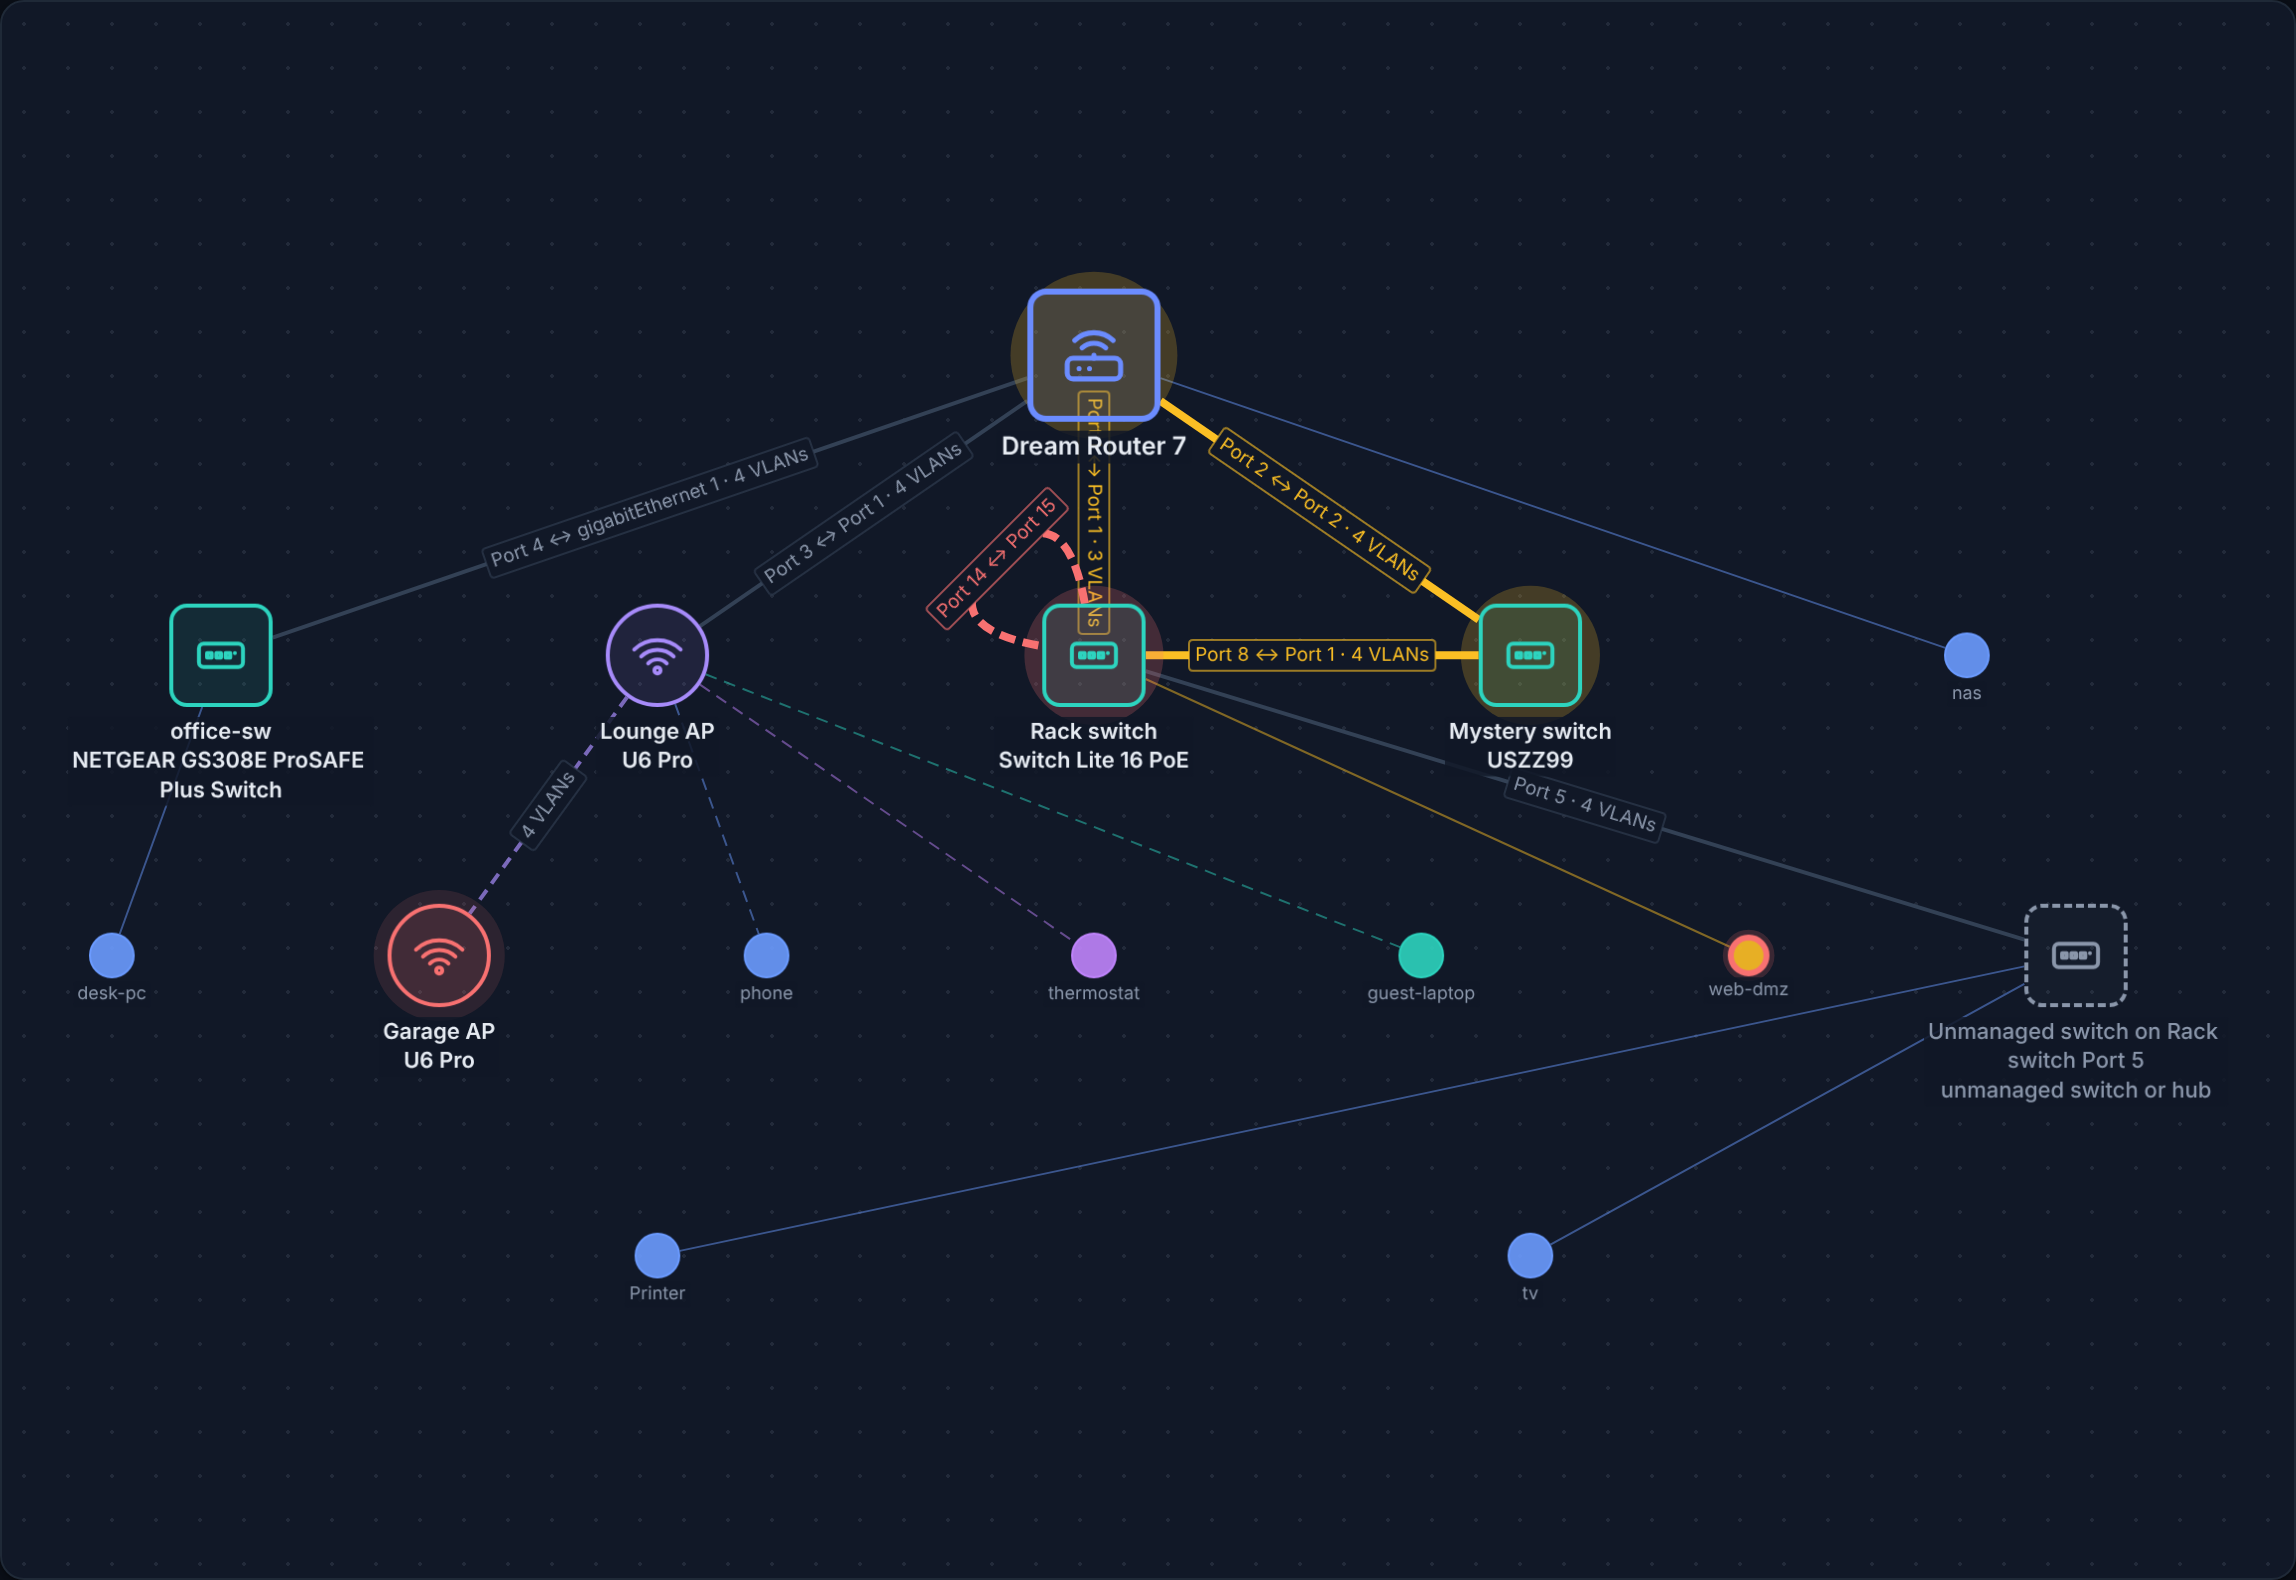 Dream Router 7
Port 4 ↔ gigabitEthernet 1 · 4 VLANs
Port 3 ↔ Port 1 · 4 VLANs
Port 14 ↔ Port 15
→ Port 1 · 3 VLANs
Port 2 ↔ Port 2 · 4 VLANs
Port 8 ↔ Port 1 · 4 VLANs
office-sw
NETGEAR GS308E ProSAFE
Plus Switch
Lounge AP
U6 Pro
Rack switch
Switch Lite 16 PoE
Mystery switch
USZZ99
nas
4 VLANs
Port 5 · 4 VLANs
desk-pc
Garage AP
U6 Pro
phone
thermostat
guest-laptop
web-dmz
Unmanaged switch on Rack
switch Port 5
unmanaged switch or hub
Printer
tv